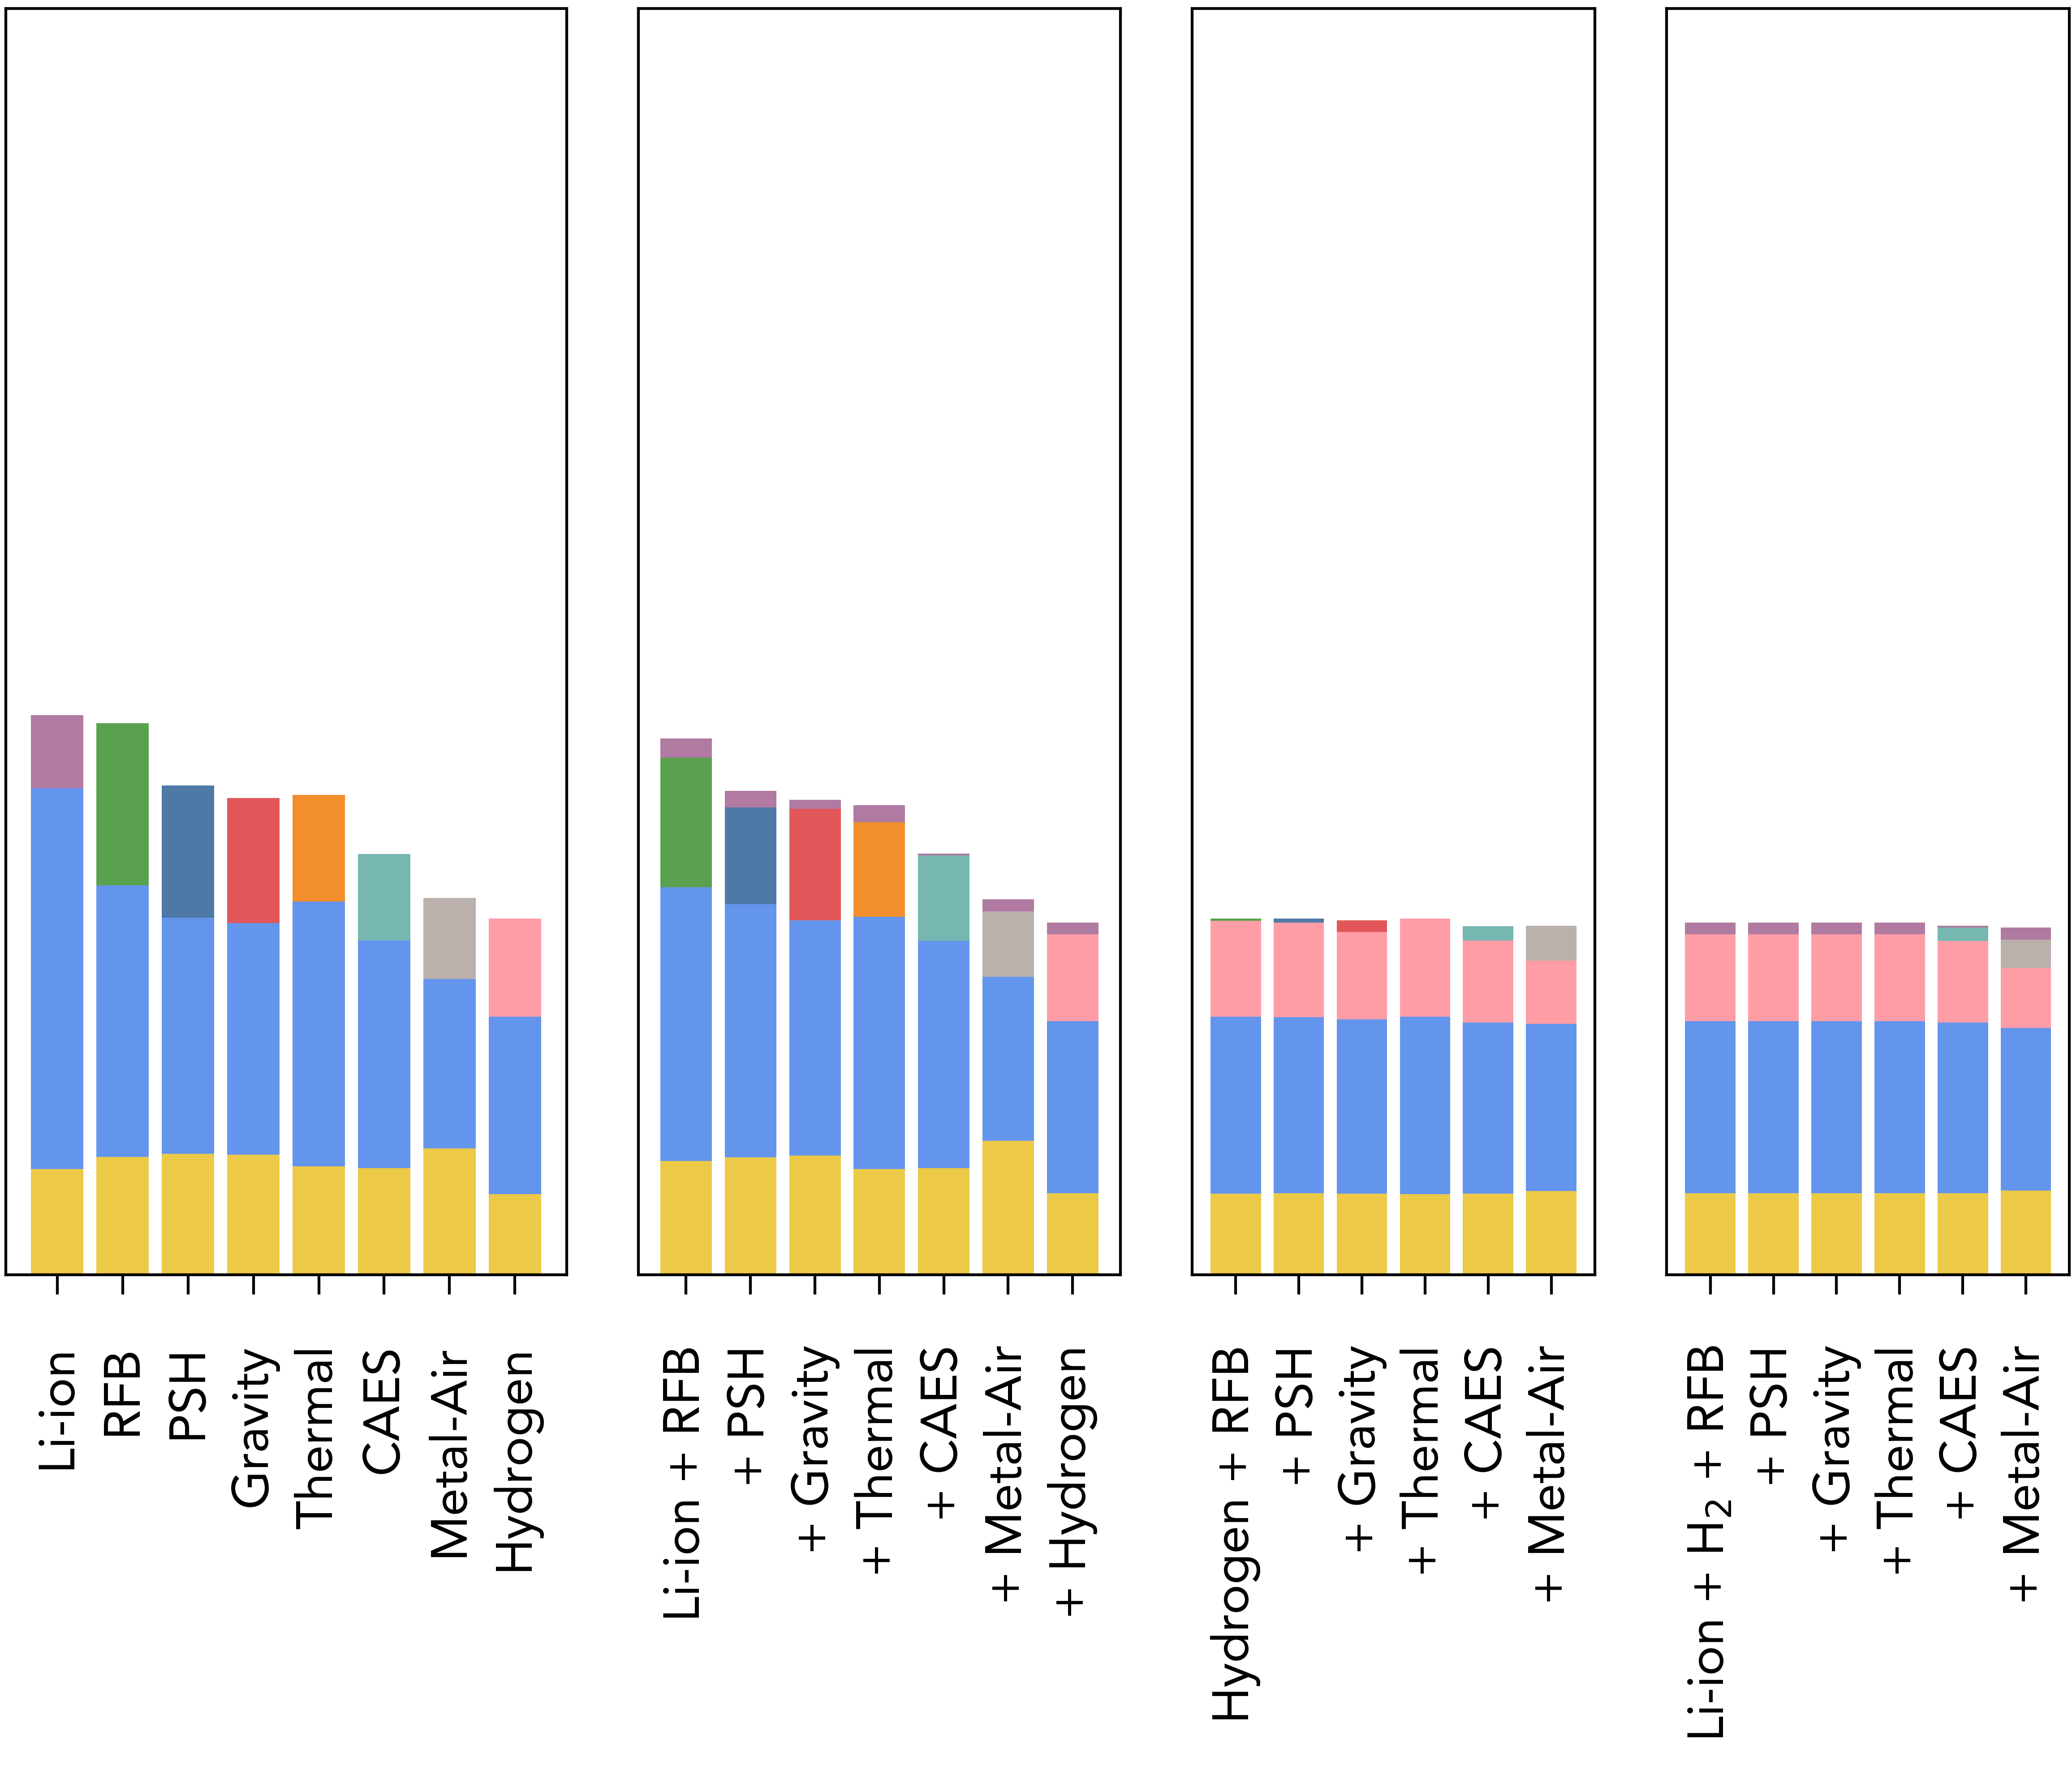 Li-ion
RFB
PSH
Gravity
Thermal
CAES
Metal-Air
Hydrogen
Li-ion + RFB
+ PSH
+ Gravity
+ Thermal
+ CAES
+ Metal-Air
+ Hydrogen
Hydrogen + RFB
+ PSH
+ Gravity
+ Thermal
+ CAES
+ Metal-Air
Li-ion + H₂ + RFB
+ PSH
+ Gravity
+ Thermal
+ CAES
+ Metal-Air